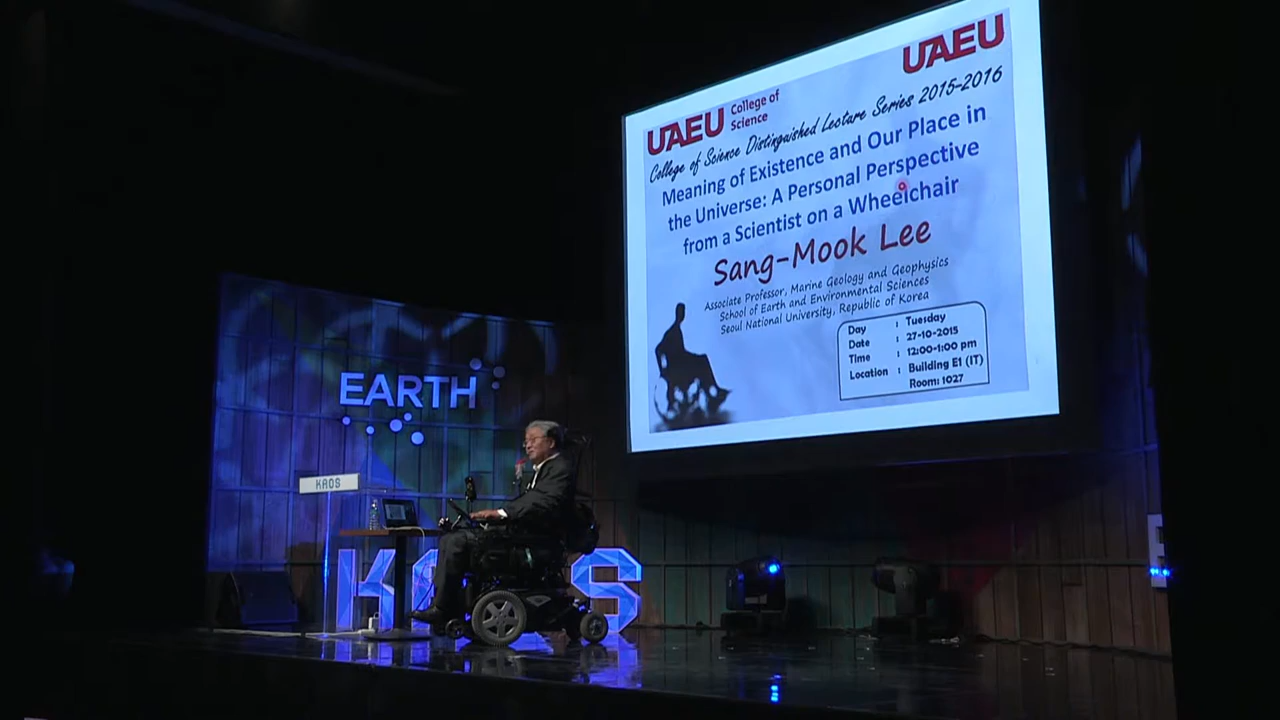 UAEU
UAEU
College of
Science
College of Science Distinguished Lecture Series 2015-2016
Meaning of Existence and Our Place in
the Universe: A Personal Perspective
from a Scientist on a Wheelchair
Sang-Mook Lee
Associate Professor, Marine Geology and Geophysics
School of Earth and Environmental Sciences
Seoul National University, Republic of Korea
Day : Tuesday
Date : 27-10-2015
Time : 12:00-1:00 pm
Location : Building E1 (IT)
Room: 1027
EARTH
KAOS
KAOS